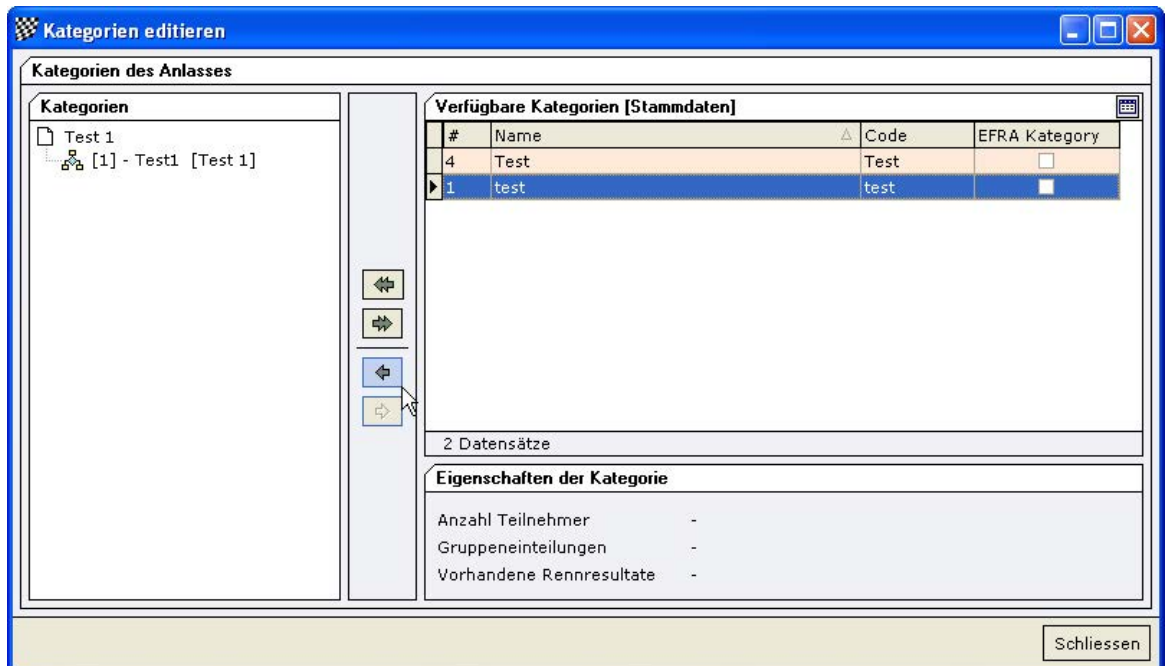 Kategorien editieren
Kategorien des Anlasses
Kategorien
Test 1
[1] - Test1 [Test 1]
Verfügbare Kategorien [Stammdaten]
# Name Code EFRA Kategory
4 Test Test
1 test test
2 Datensätze
Eigenschaften der Kategorie
Anzahl Teilnehmer -
Gruppeneinteilungen -
Vorhandene Rennresultate -
Schliessen